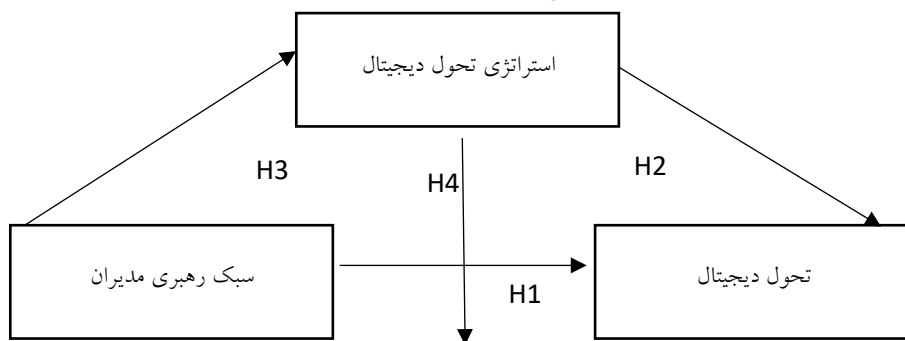 استراتژی تحول دیجیتال
H3
H4
H2
سبک رهبری مدیران
تحول دیجیتال
H1